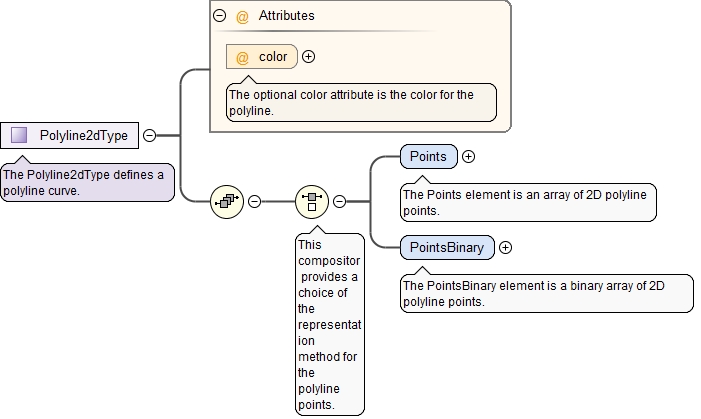 @ Attributes
@ color
The optional color attribute is the color for the
polyline.
Polyline2dType
The Polyline2dType defines a
polyline curve.
Points
The Points element is an array of 2D polyline
points.
This
compositor
provides a
choice of
the
representat
ion
method for
the
polyline
points.
PointsBinary
The PointsBinary element is a binary array of 2D
polyline points.